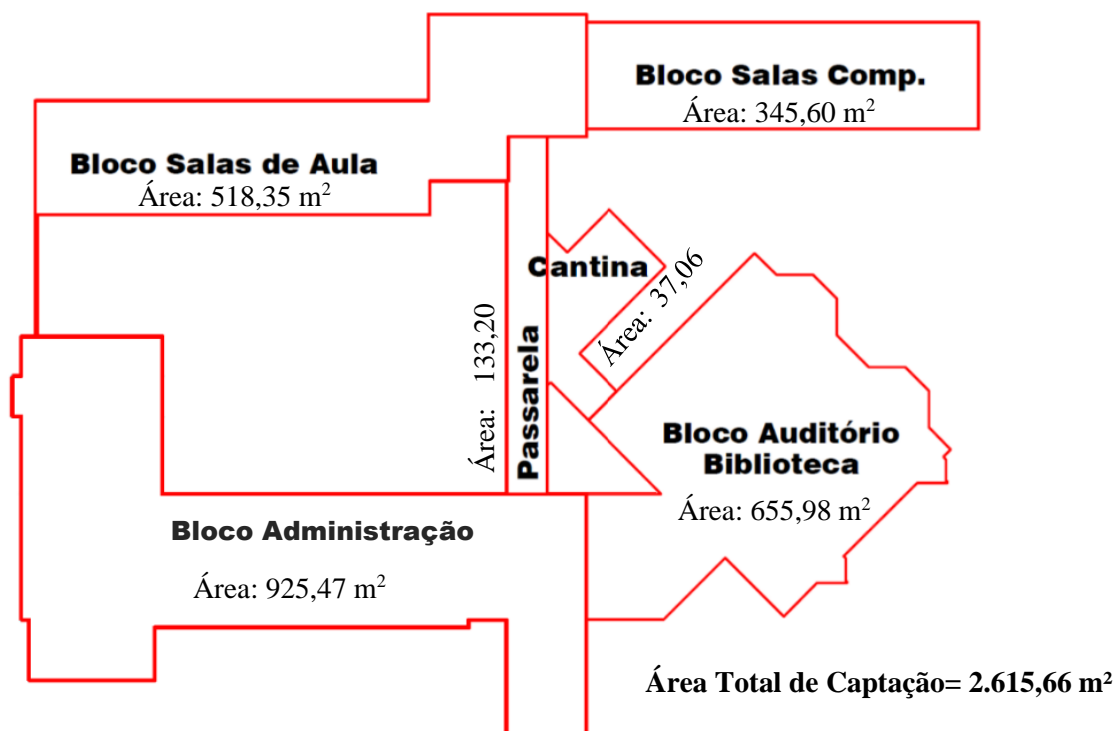 Bloco Salas Comp.
Área: 345,60 m²
Bloco Salas de Aula
Área: 518,35 m²
Cantina
Área: 37,06
Passarela
Área: 133,20
Bloco Auditório
Biblioteca
Área: 655,98 m²
Bloco Administração
Área: 925,47 m²
Área Total de Captação= 2.615,66 m²